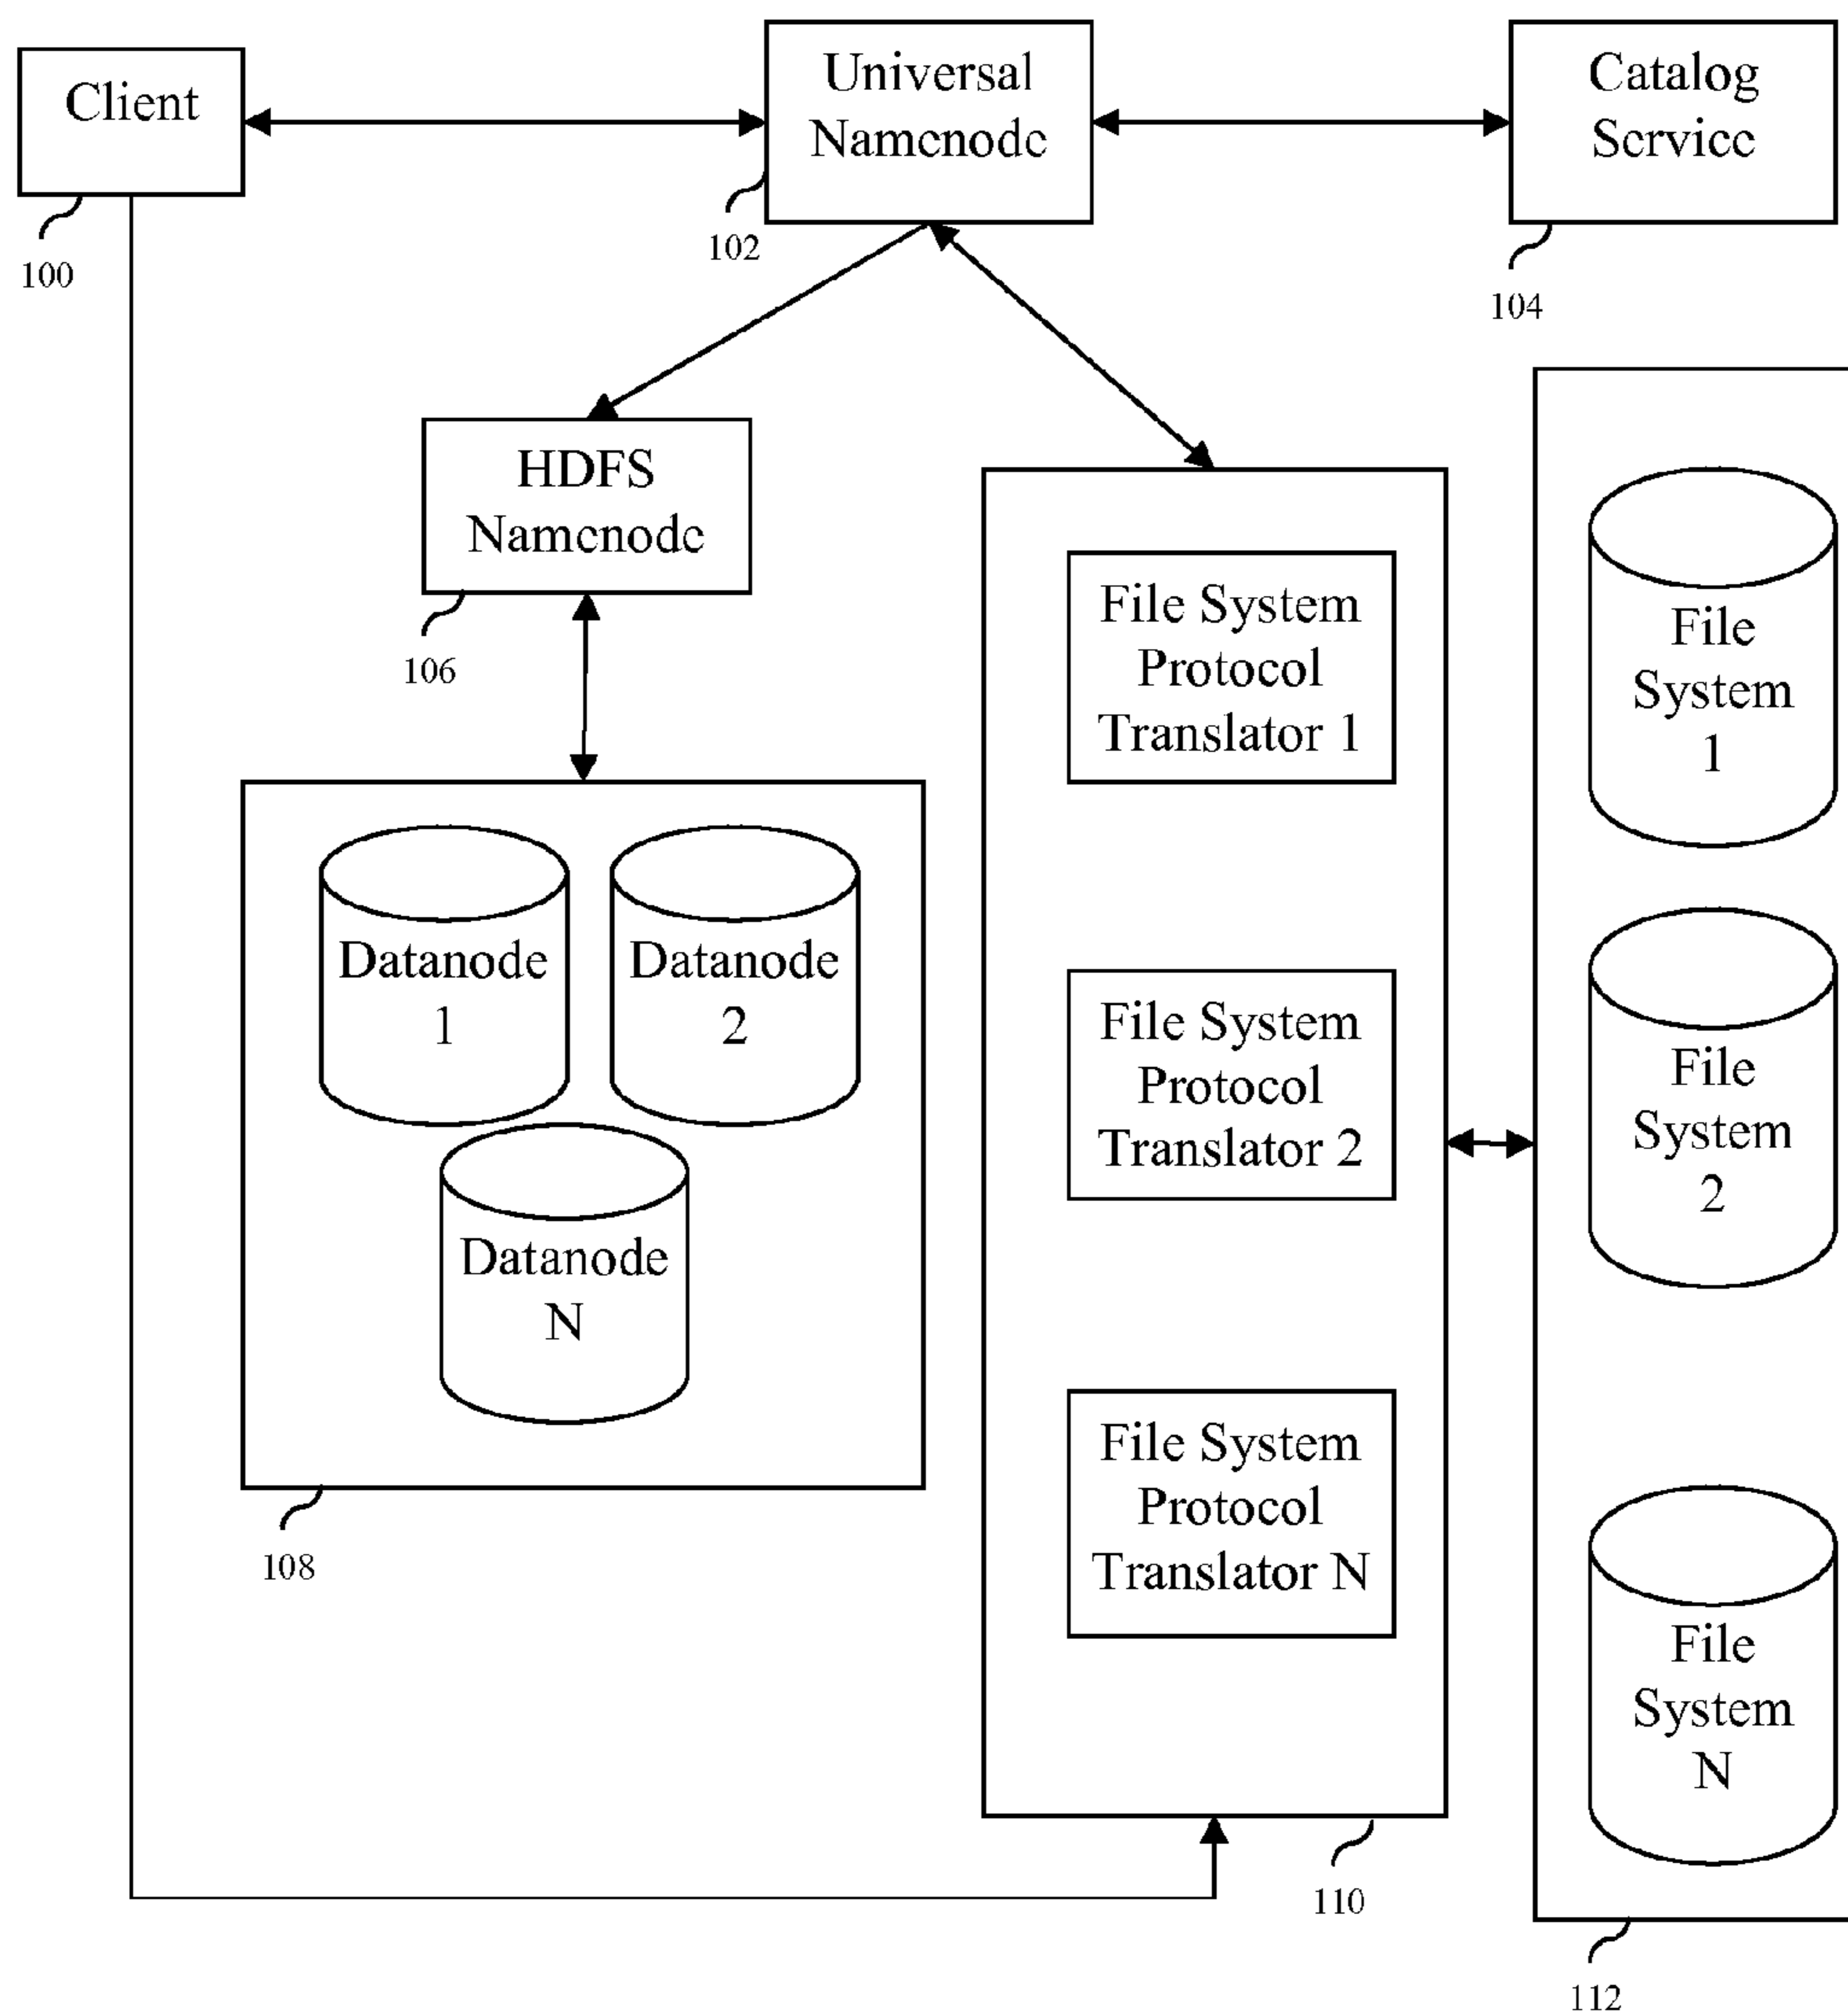 Client
Universal
Namenode
Catalog
Service
100
102
104
HDFS
Namenode
106
File System
Protocol
Translator 1
File
System
1
Datanode
1
Datanode
2
File System
Protocol
Translator 2
File
System
2
Datanode
N
File System
Protocol
Translator N
File
System
N
108
110
112